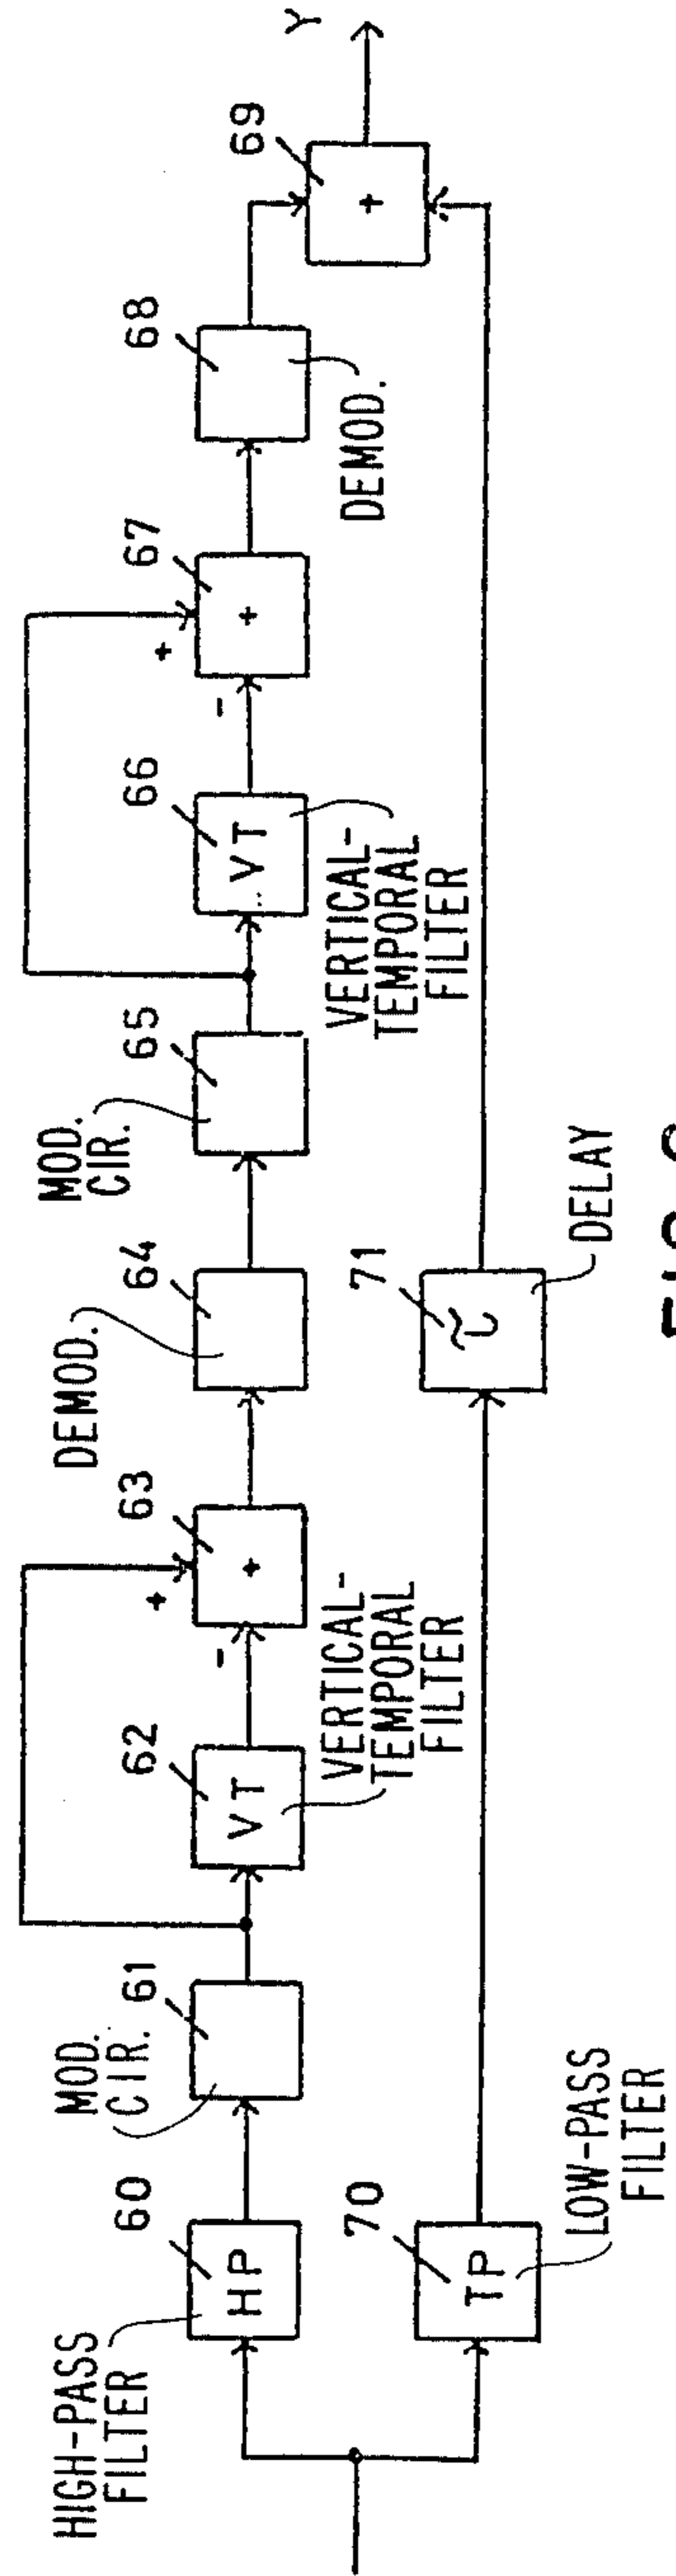 HIGH-PASS
FILTER
60
HP
MOD.
CIR.
61
62
VT
VERTICAL-
TEMPORAL
FILTER
+
-
63
+
DEMOD.
64
MOD.
CIR.
65
66
VT
VERTICAL-
TEMPORAL
FILTER
+
-
67
+
68
DEMOD.
69
+
Y
70
TP
LOW-PASS
FILTER
71
τ̃
DELAY